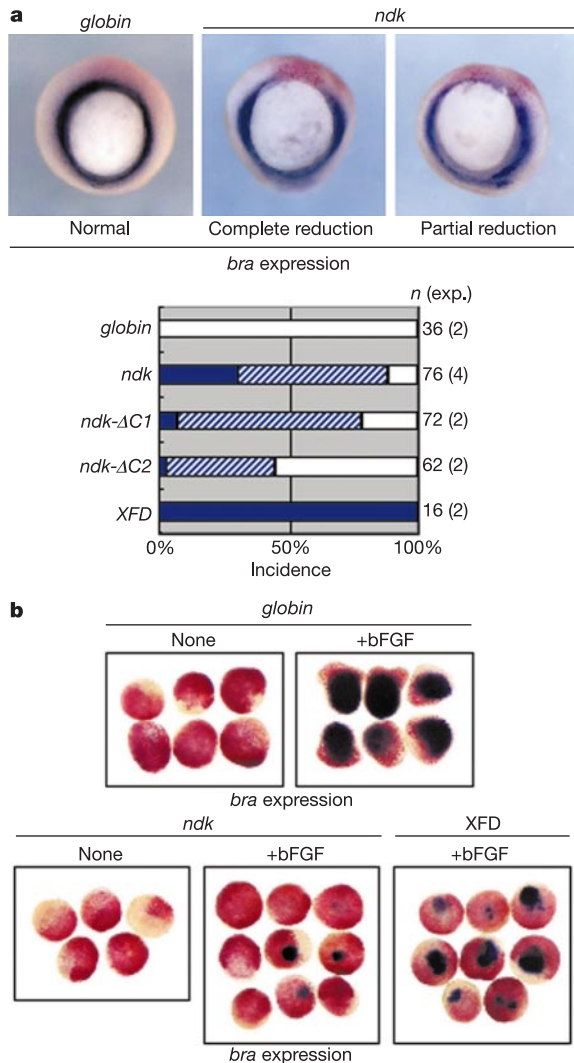 a
globin
ndk
Normal
Complete reduction
Partial reduction
bra expression
n (exp.)
globin
36 (2)
ndk
76 (4)
ndk-ΔC1
72 (2)
ndk-ΔC2
62 (2)
XFD
16 (2)
0%
50%
100%
Incidence
b
globin
None
+bFGF
bra expression
ndk
XFD
None
+bFGF
+bFGF
bra expression